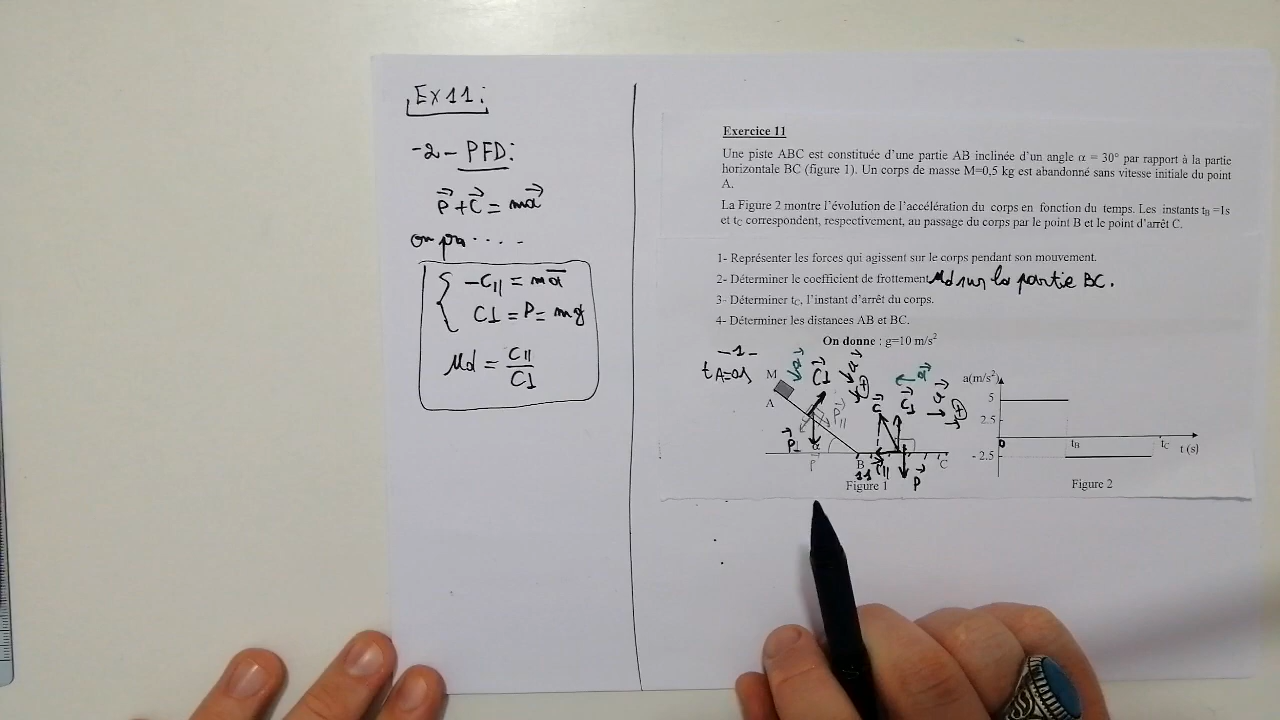 Ex 11:
-2- PFD:
P + C = ma
on pr....
-C|| = ma
C⊥ = P = mg
μd = C|| / C⊥
Exercice 11
Une piste ABC est constituée d'une partie AB inclinée d'un angle α = 30° par rapport à la partie
horizontale BC (figure 1). Un corps de masse M=0,5 kg est abandonné sans vitesse initiale du point
A.
La Figure 2 montre l'évolution de l'accélération du corps en fonction du temps. Les instants tB =1s
et tC correspondent, respectivement, au passage du corps par le point B et le point d'arrêt C.
1- Représenter les forces qui agissent sur le corps pendant son mouvement.
2- Déterminer le coefficient de frottement μd sur la partie BC.
3- Déterminer tC, l'instant d'arrêt du corps.
4- Déterminer les distances AB et BC.
On donne : g=10 m/s²
-1-
tA=0s
M
A
C⊥
P||
P⊥
α
P
B
C||
C
C⊥
P
C
Figure 1
a(m/s²)
5
2.5
0
-2.5
tB
tC
t (s)
Figure 2